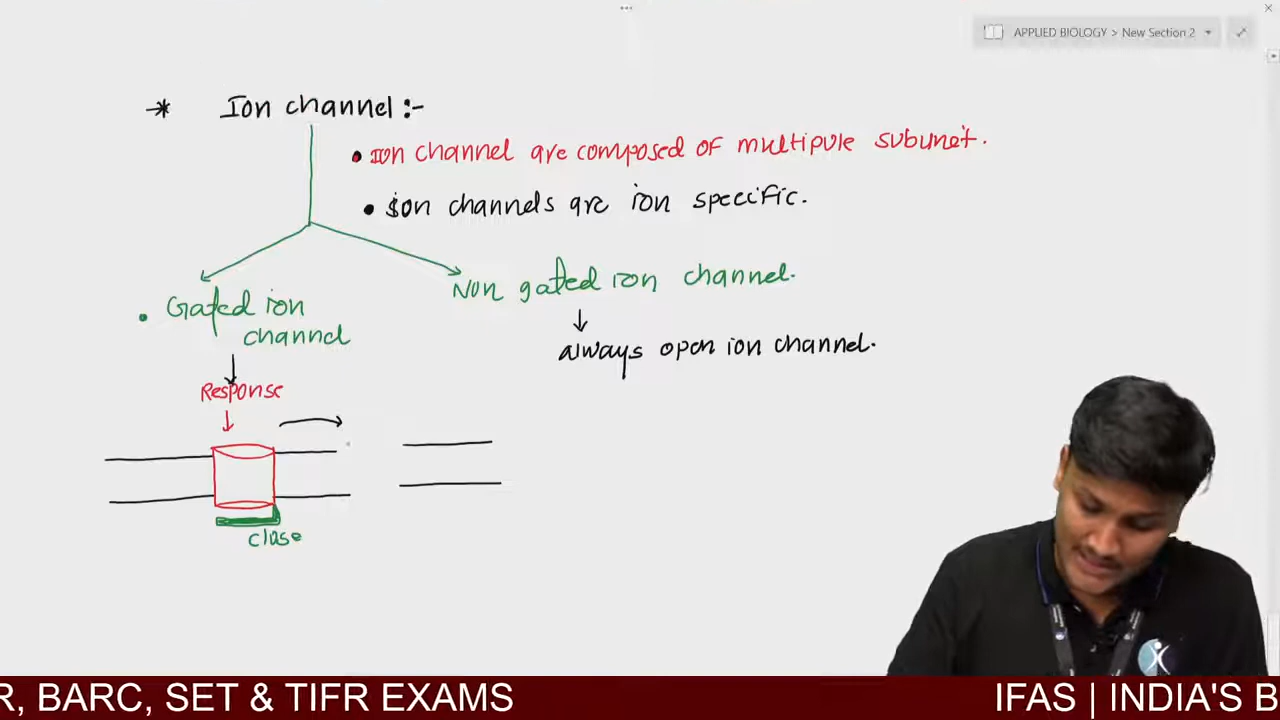 APPLIED BIOLOGY > New Section 2
Ion channel :-
• Ion channel are composed of multipule subunet.
• Ion channels are ion specific.
• Gated ion
channel
Non gated ion channel.
always open ion channel.
Response
close
R, BARC, SET & TIFR EXAMS
IFAS | INDIA'S B